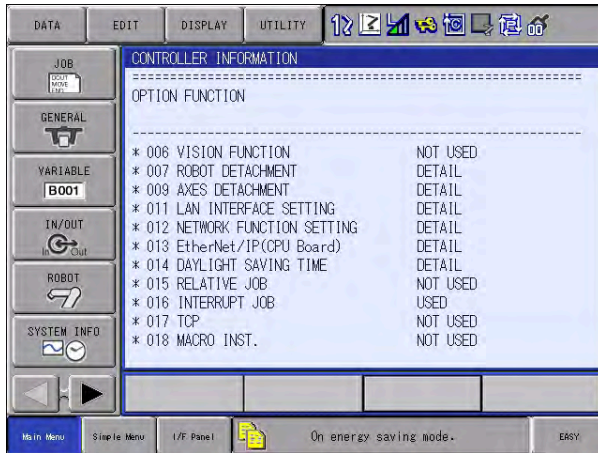 DATA EDIT DISPLAY UTILITY
JOB
DOUT
MOVE
END
GENERAL
VARIABLE
B001
IN/OUT
In Out
ROBOT
SYSTEM INFO
CONTROLLER INFORMATION
OPTION FUNCTION
* 006 VISION FUNCTION NOT USED
* 007 ROBOT DETACHMENT DETAIL
* 009 AXES DETACHMENT DETAIL
* 011 LAN INTERFACE SETTING DETAIL
* 012 NETWORK FUNCTION SETTING DETAIL
* 013 EtherNet/IP(CPU Board) DETAIL
* 014 DAYLIGHT SAVING TIME DETAIL
* 015 RELATIVE JOB NOT USED
* 016 INTERRUPT JOB USED
* 017 TCP NOT USED
* 018 MACRO INST. NOT USED
Main Menu Simple Menu I/F Panel On energy saving mode. EASY